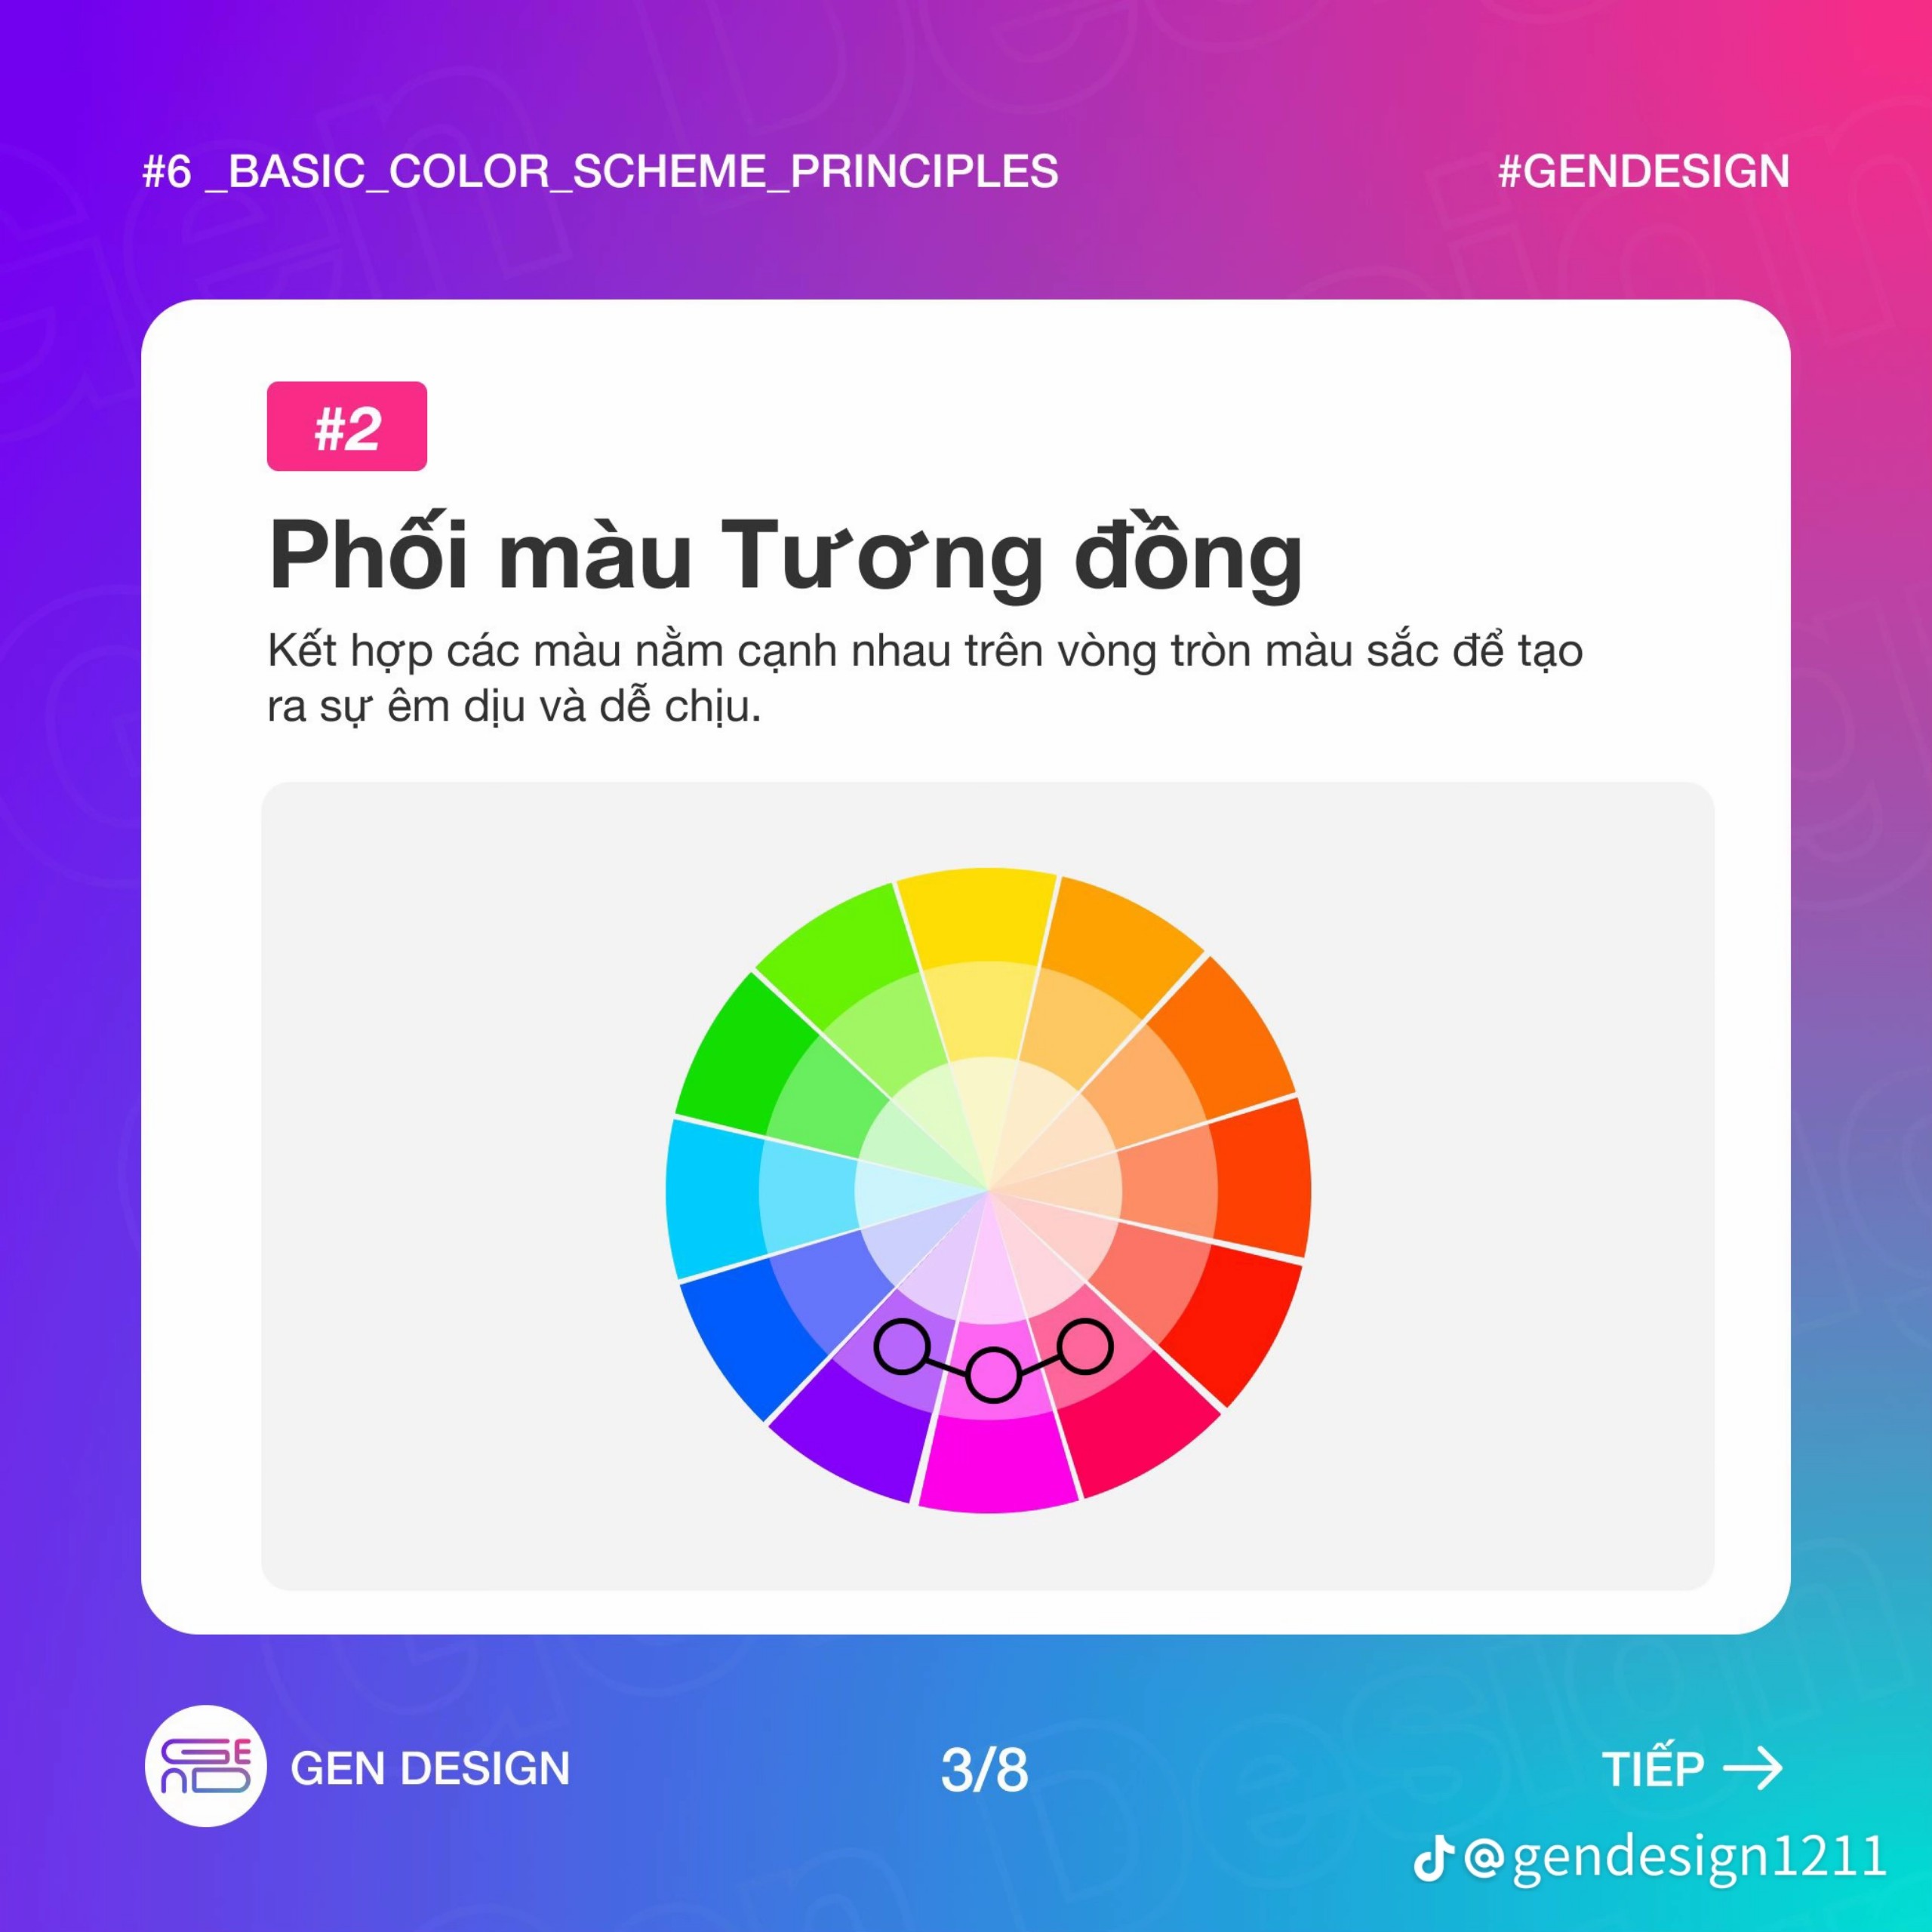 #6 _BASIC_COLOR_SCHEME_PRINCIPLES
#GENDESIGN
#2
Phối màu Tương đồng
Kết hợp các màu nằm cạnh nhau trên vòng tròn màu sắc để tạo
ra sự êm dịu và dễ chịu.
GEND
GEN DESIGN
3/8
TIẾP →
@gendesign1211